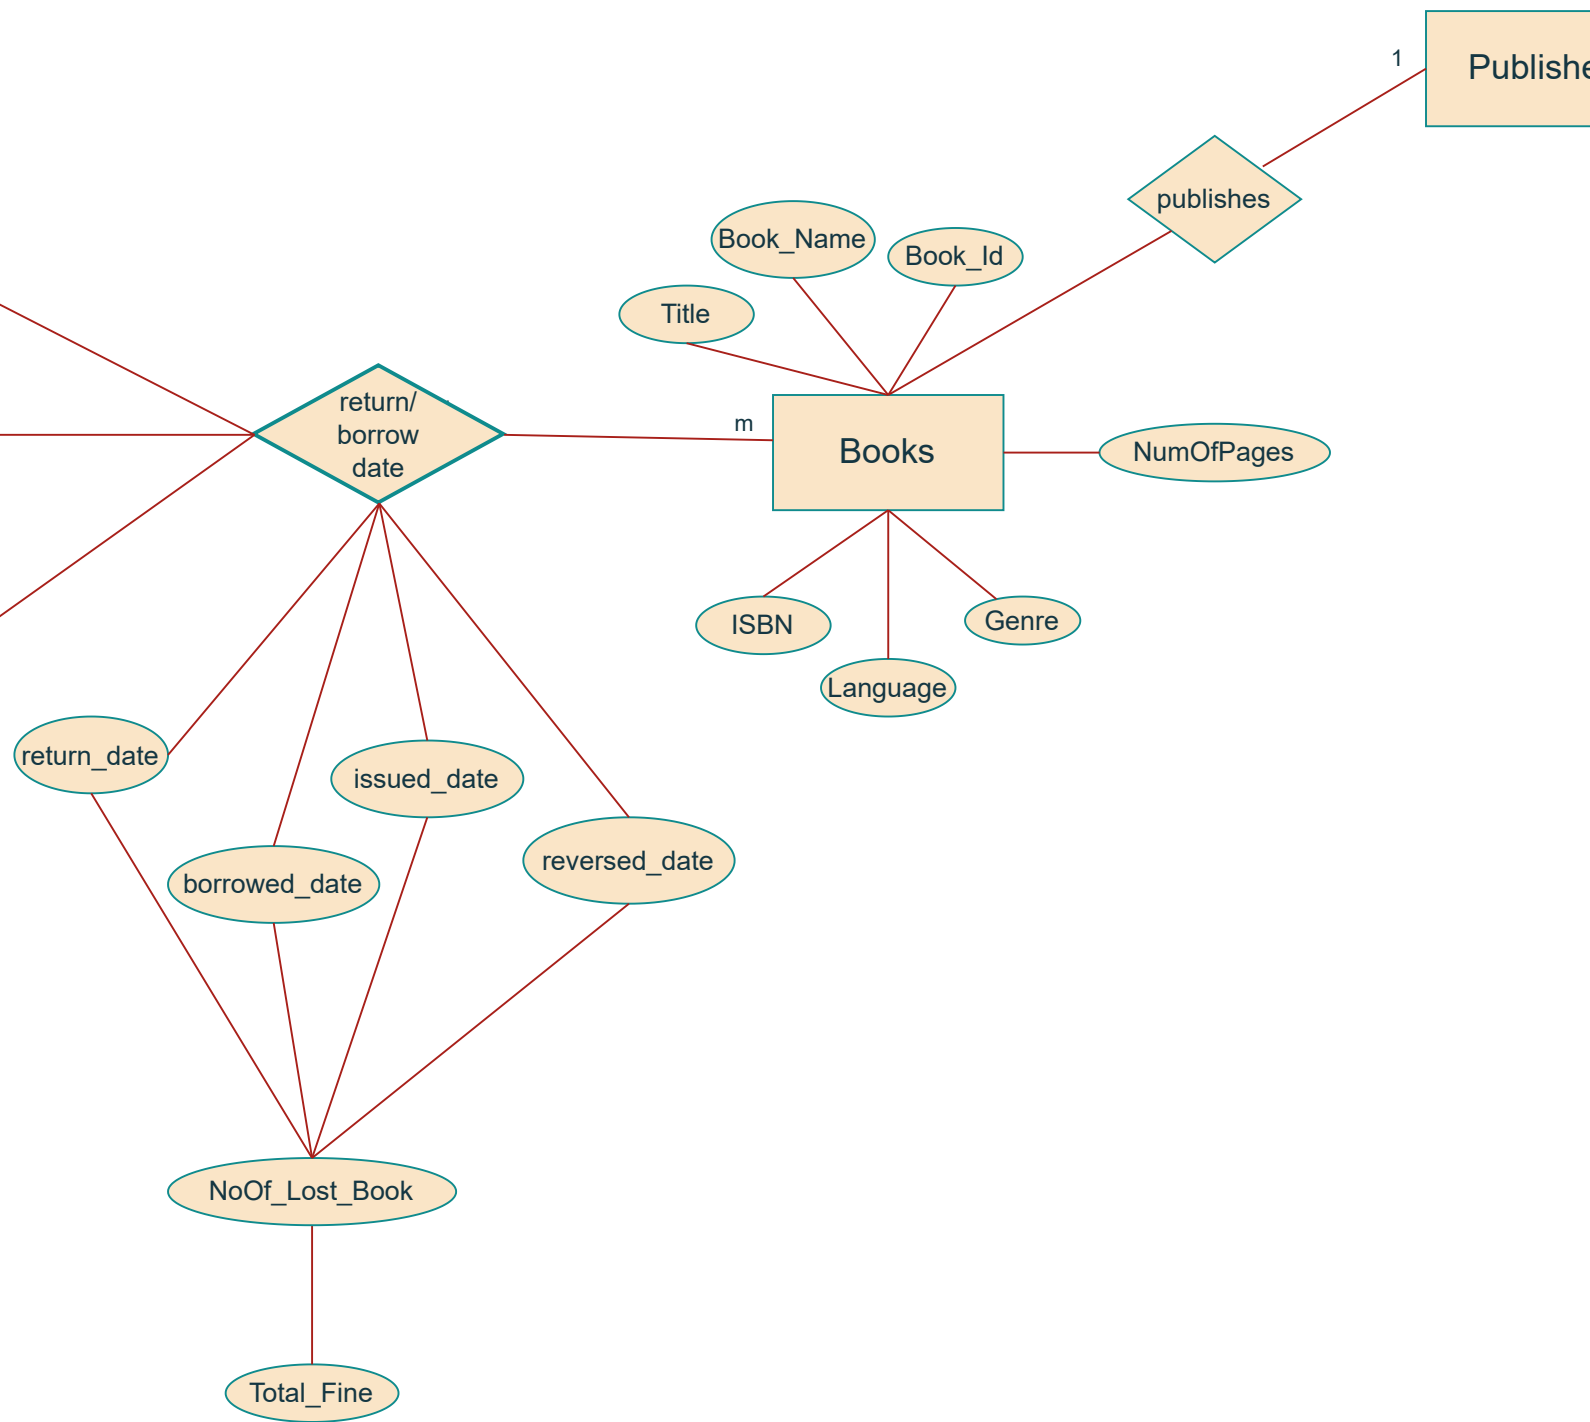 1
Publishe
publishes
Book_Name
Book_Id
Title
return/
borrow
date
m
Books
NumOfPages
ISBN
Genre
Language
return_date
issued_date
reversed_date
borrowed_date
NoOf_Lost_Book
Total_Fine